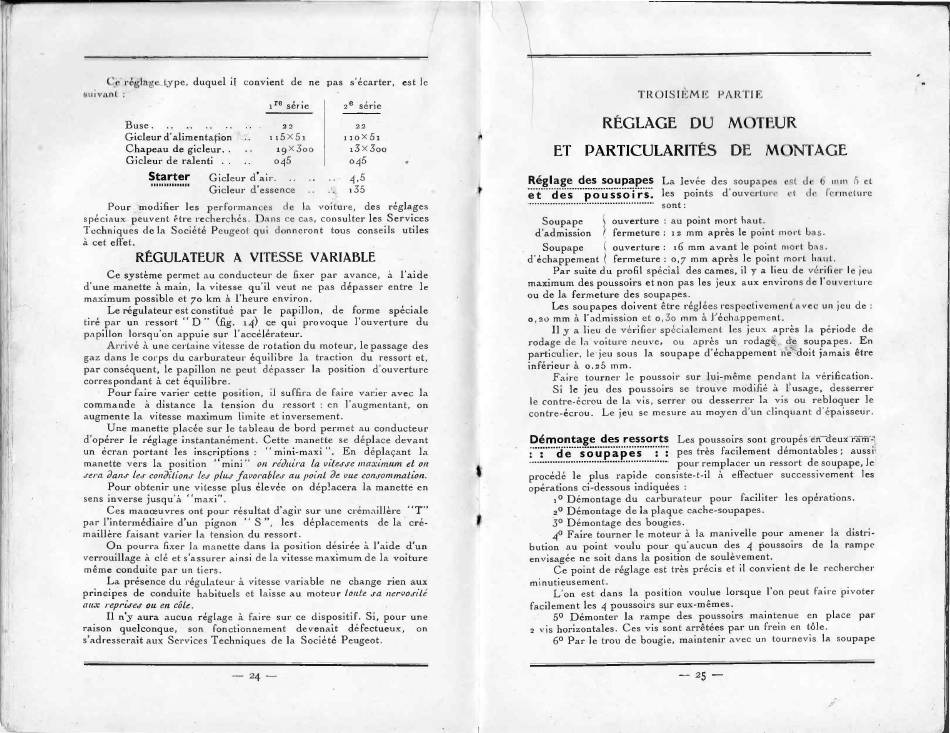 Ce réglage type, duquel il convient de ne pas s'écarter, est le
suivant :
1re série 2e série
Buse. .. .. .. .. .. . 22 22
Gicleur d'alimentation .. 115×51 110×51
Chapeau de gicleur. . .. 19×300 13×300
Gicleur de ralenti . . .. 045 045
Starter Gicleur d'air. .. .. .. 4,5
Gicleur d'essence .. .. 135
Pour modifier les performances de la voiture, des réglages
spéciaux peuvent être recherchés. Dans ce cas, consulter les Services
Techniques de la Société Peugeot qui donneront tous conseils utiles
à cet effet.
RÉGULATEUR A VITESSE VARIABLE
Ce système permet au conducteur de fixer par avance, à l'aide
d'une manette à main, la vitesse qu'il veut ne pas dépasser entre le
maximum possible et 70 km à l'heure environ.
Le régulateur est constitué par le papillon, de forme spéciale
tiré par un ressort "D" (fig. 14) ce qui provoque l'ouverture du
papillon lorsqu'on appuie sur l'accélérateur.
Arrivé à une certaine vitesse de rotation du moteur, le passage des
gaz dans le corps du carburateur équilibre la traction du ressort et,
par conséquent, le papillon ne peut dépasser la position d'ouverture
correspondant à cet équilibre.
Pour faire varier cette position, il suffira de faire varier avec la
commande à distance la tension du ressort : en l'augmentant, on
augmente la vitesse maximum limite et inversement.
Une manette placée sur le tableau de bord permet au conducteur
d'opérer le réglage instantanément. Cette manette se déplace devant
un écran portant les inscriptions : "mini-maxi". En déplaçant la
manette vers la position "mini" on réduira la vitesse maximum et on
sera dans les conditions les plus favorables au point de vue consommation.
Pour obtenir une vitesse plus élevée on déplacera la manette en
sens inverse jusqu'à "maxi".
Ces manœuvres ont pour résultat d'agir sur une crémaillère "T"
par l'intermédiaire d'un pignon "S", les déplacements de la cré-
maillère faisant varier la tension du ressort.
On pourra fixer la manette dans la position désirée à l'aide d'un
verrouillage à clé et s'assurer ainsi de la vitesse maximum de la voiture
même conduite par un tiers.
La présence du régulateur à vitesse variable ne change rien aux
principes de conduite habituels et laisse au moteur toute sa nervosité
aux reprises ou en côte.
Il n'y aura aucun réglage à faire sur ce dispositif. Si, pour une
raison quelconque, son fonctionnement devenait défectueux, on
s'adresserait aux Services Techniques de la Société Peugeot.
— 24 —
TROISIÈME PARTIE
RÉGLAGE DU MOTEUR
ET PARTICULARITÉS DE MONTAGE
Réglage des soupapes La levée des soupapes est de 6 mm 5 et
et des poussoirs. les points d'ouverture et de fermeture
sont :
Soupape ouverture : au point mort haut.
d'admission fermeture : 12 mm après le point mort bas.
Soupape ouverture : 16 mm avant le point mort bas.
d'échappement fermeture : 0,7 mm après le point mort haut.
Par suite du profil spécial des cames, il y a lieu de vérifier le jeu
maximum des poussoirs et non pas les jeux aux environs de l'ouverture
ou de la fermeture des soupapes.
Les soupapes doivent être réglées respectivement avec un jeu de :
0,20 mm à l'admission et 0,30 mm à l'échappement.
Il y a lieu de vérifier spécialement les jeux après la période de
rodage de la voiture neuve, ou après un rodage de soupapes. En
particulier, le jeu sous la soupape d'échappement ne doit jamais être
inférieur à 0.25 mm.
Faire tourner le poussoir sur lui-même pendant la vérification.
Si le jeu des poussoirs se trouve modifié à l'usage, desserrer
le contre-écrou de la vis, serrer ou desserrer la vis ou rebloquer le
contre-écrou. Le jeu se mesure au moyen d'un clinquant d'épaisseur.
Démontage des ressorts Les poussoirs sont groupés en deux ram-
: : de soupapes : : pes très facilement démontables ; aussi
pour remplacer un ressort de soupape, le
procédé le plus rapide consiste-t-il à effectuer successivement les
opérations ci-dessous indiquées :
1º Démontage du carburateur pour faciliter les opérations.
2º Démontage de la plaque cache-soupapes.
3º Démontage des bougies.
4º Faire tourner le moteur à la manivelle pour amener la distri-
bution au point voulu pour qu'aucun des 4 poussoirs de la rampe
envisagée ne soit dans la position de soulèvement.
Ce point de réglage est très précis et il convient de le rechercher
minutieusement.
L'on est dans la position voulue lorsque l'on peut faire pivoter
facilement les 4 poussoirs sur eux-mêmes.
5º Démonter la rampe des poussoirs maintenue en place par
2 vis horizontales. Ces vis sont arrêtées par un frein en tôle.
6º Par le trou de bougie, maintenir avec un tournevis la soupape
— 25 —